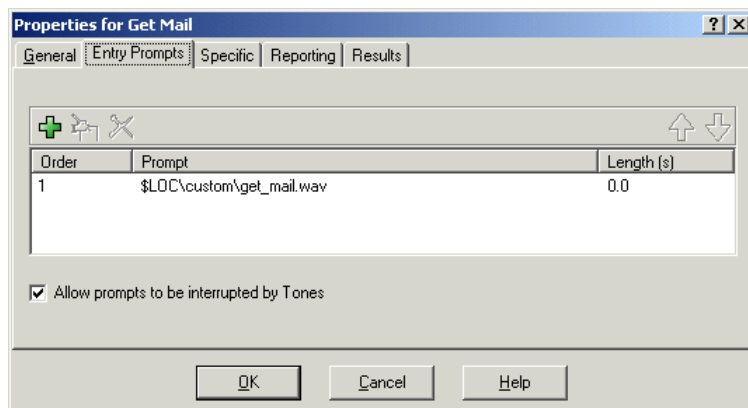 Properties for Get Mail
General Entry Prompts Specific Reporting Results
Order Prompt Length (s)
1 $LOC\custom\get_mail.wav 0.0
Allow prompts to be interrupted by Tones
OK Cancel Help